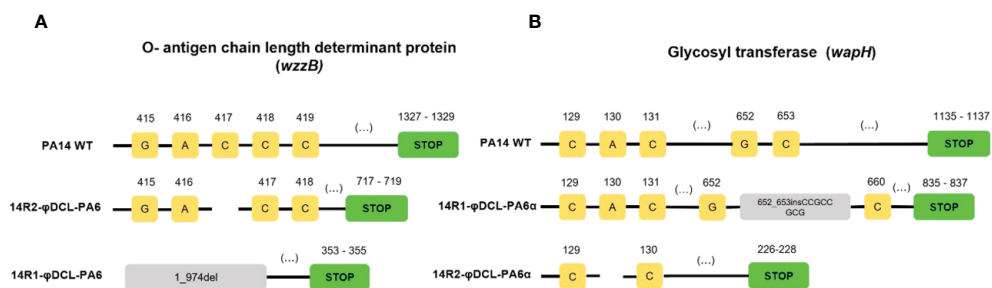 A
O- antigen chain length determinant protein
(wzzB)
415 416 417 418 419 (...) 1327 - 1329
PA14 WT G A C C C STOP
415 416 417 418 (...) 717 - 719
14R2-φDCL-PA6 G A C C STOP
(...) 353 - 355
14R1-φDCL-PA6 1_974del STOP
B
Glycosyl transferase (wapH)
129 130 131 (...) 652 653 (...) 1135 - 1137
PA14 WT C A C G C STOP
129 130 131 (...) 652 660 (...) 835 - 837
14R1-φDCL-PA6α C A C G 652_653insCCGCC
GCG C STOP
129 130 (...) 226-228
14R2-φDCL-PA6α C C STOP